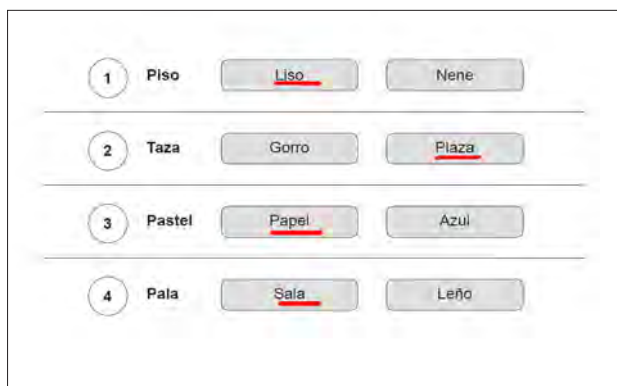 1 Piso Liso Nene
2 Taza Gorro Plaza
3 Pastel Papel Azul
4 Pala Sala Leño